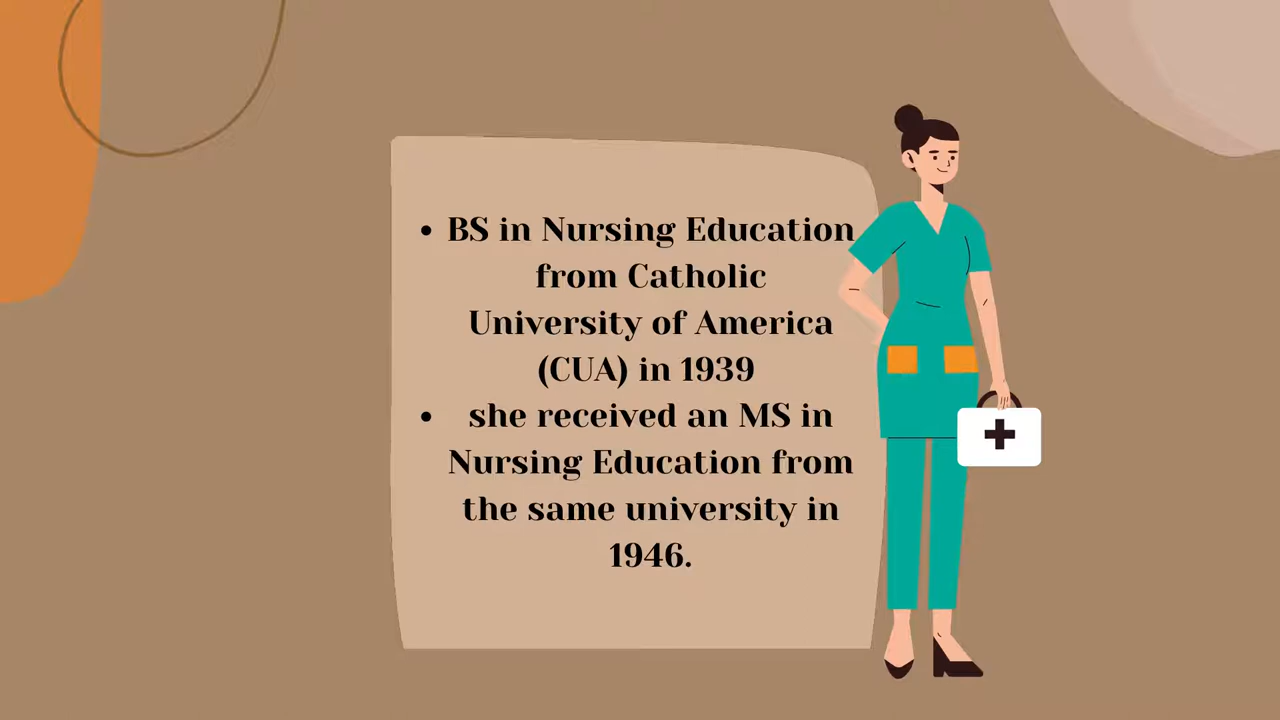 • BS in Nursing Education
from Catholic
University of America
(CUA) in 1939
• she received an MS in
Nursing Education from
the same university in
1946.